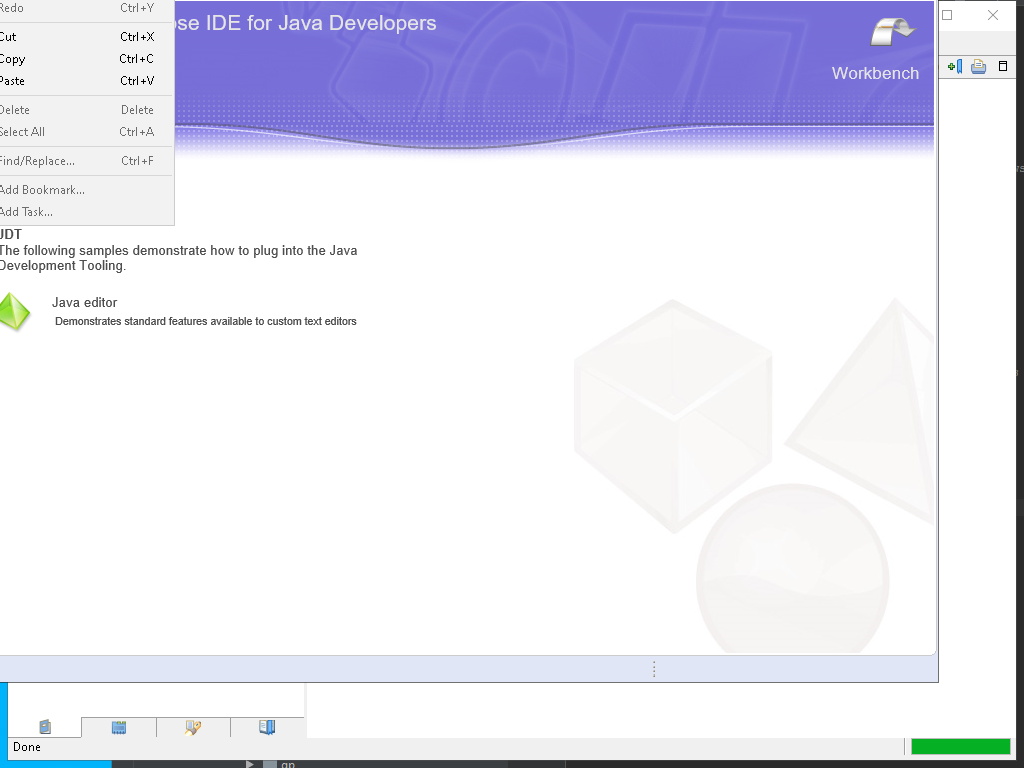 Redo Ctrl+Y
ose IDE for Java Developers
Cut Ctrl+X
Copy Ctrl+C
Workbench
Paste Ctrl+V
Delete Delete
Select All Ctrl+A
Find/Replace... Ctrl+F
Add Bookmark...
Add Task...
JDT
The following samples demonstrate how to plug into the Java
Development Tooling.
Java editor
Demonstrates standard features available to custom text editors
Done